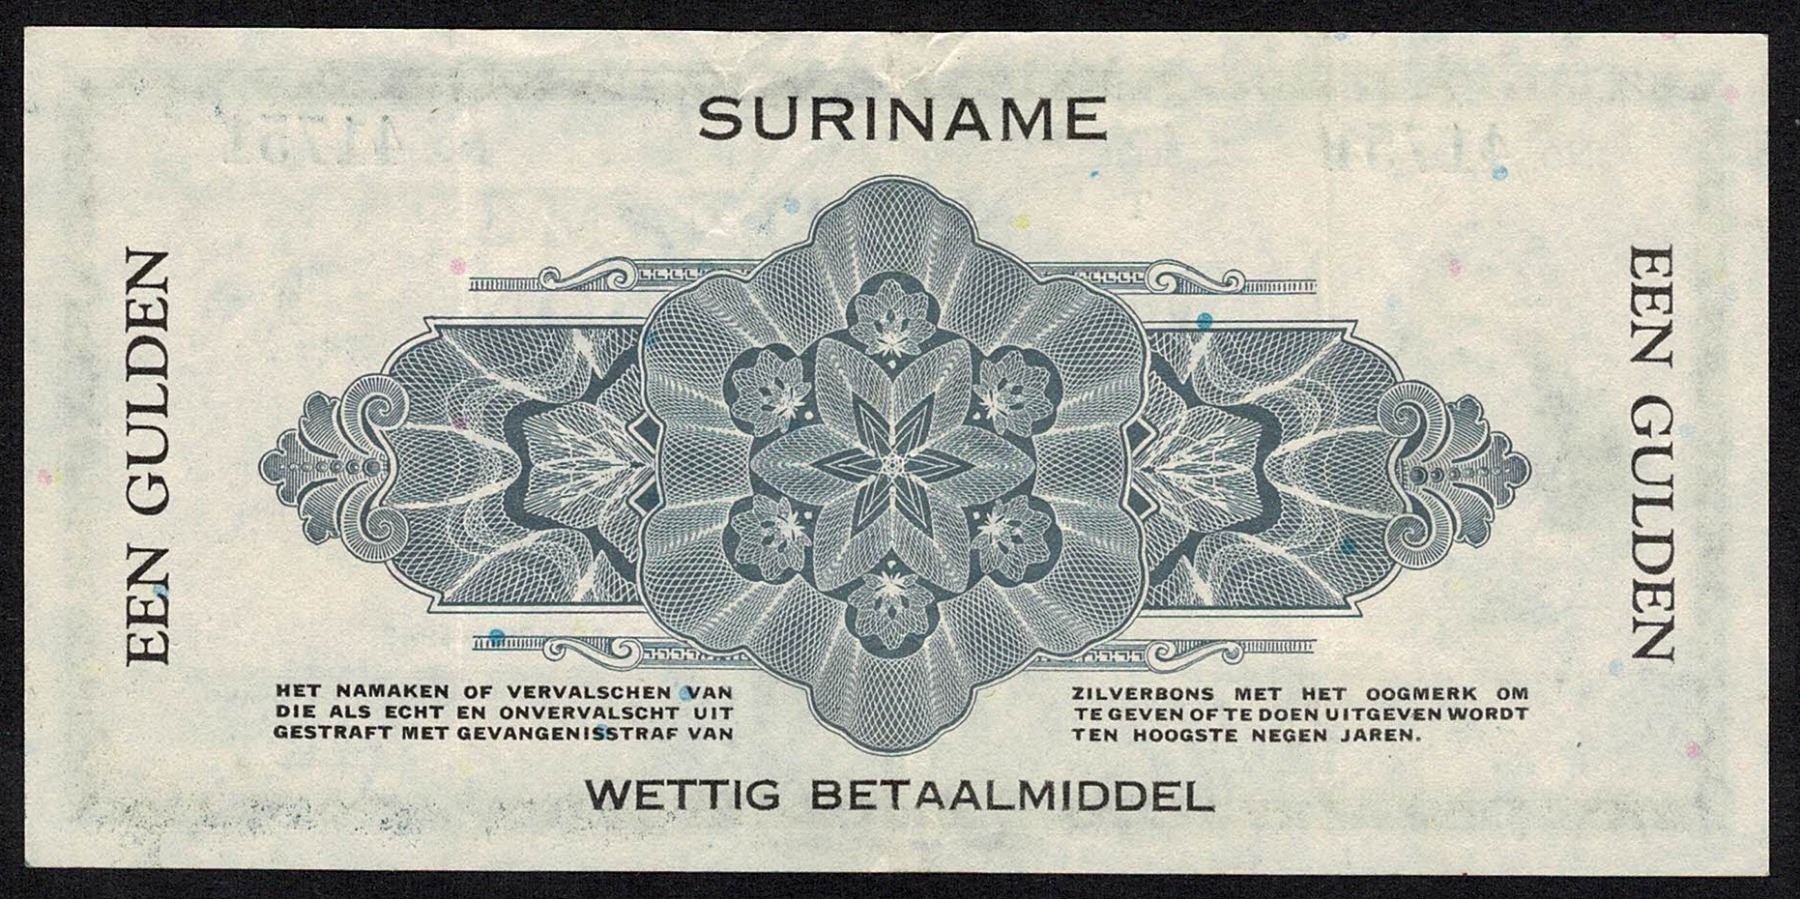 SURINAME
EEN GULDEN
EEN GULDEN
HET NAMAKEN OF VERVALSCHEN VAN
DIE ALS ECHT EN ONVERVALSCHT UIT
GESTRAFT MET GEVANGENISSTRAF VAN
ZILVERBONS MET HET OOGMERK OM
TE GEVEN OF TE DOEN UITGEVEN WORDT
TEN HOOGSTE NEGEN JAREN.
WETTIG BETAALMIDDEL